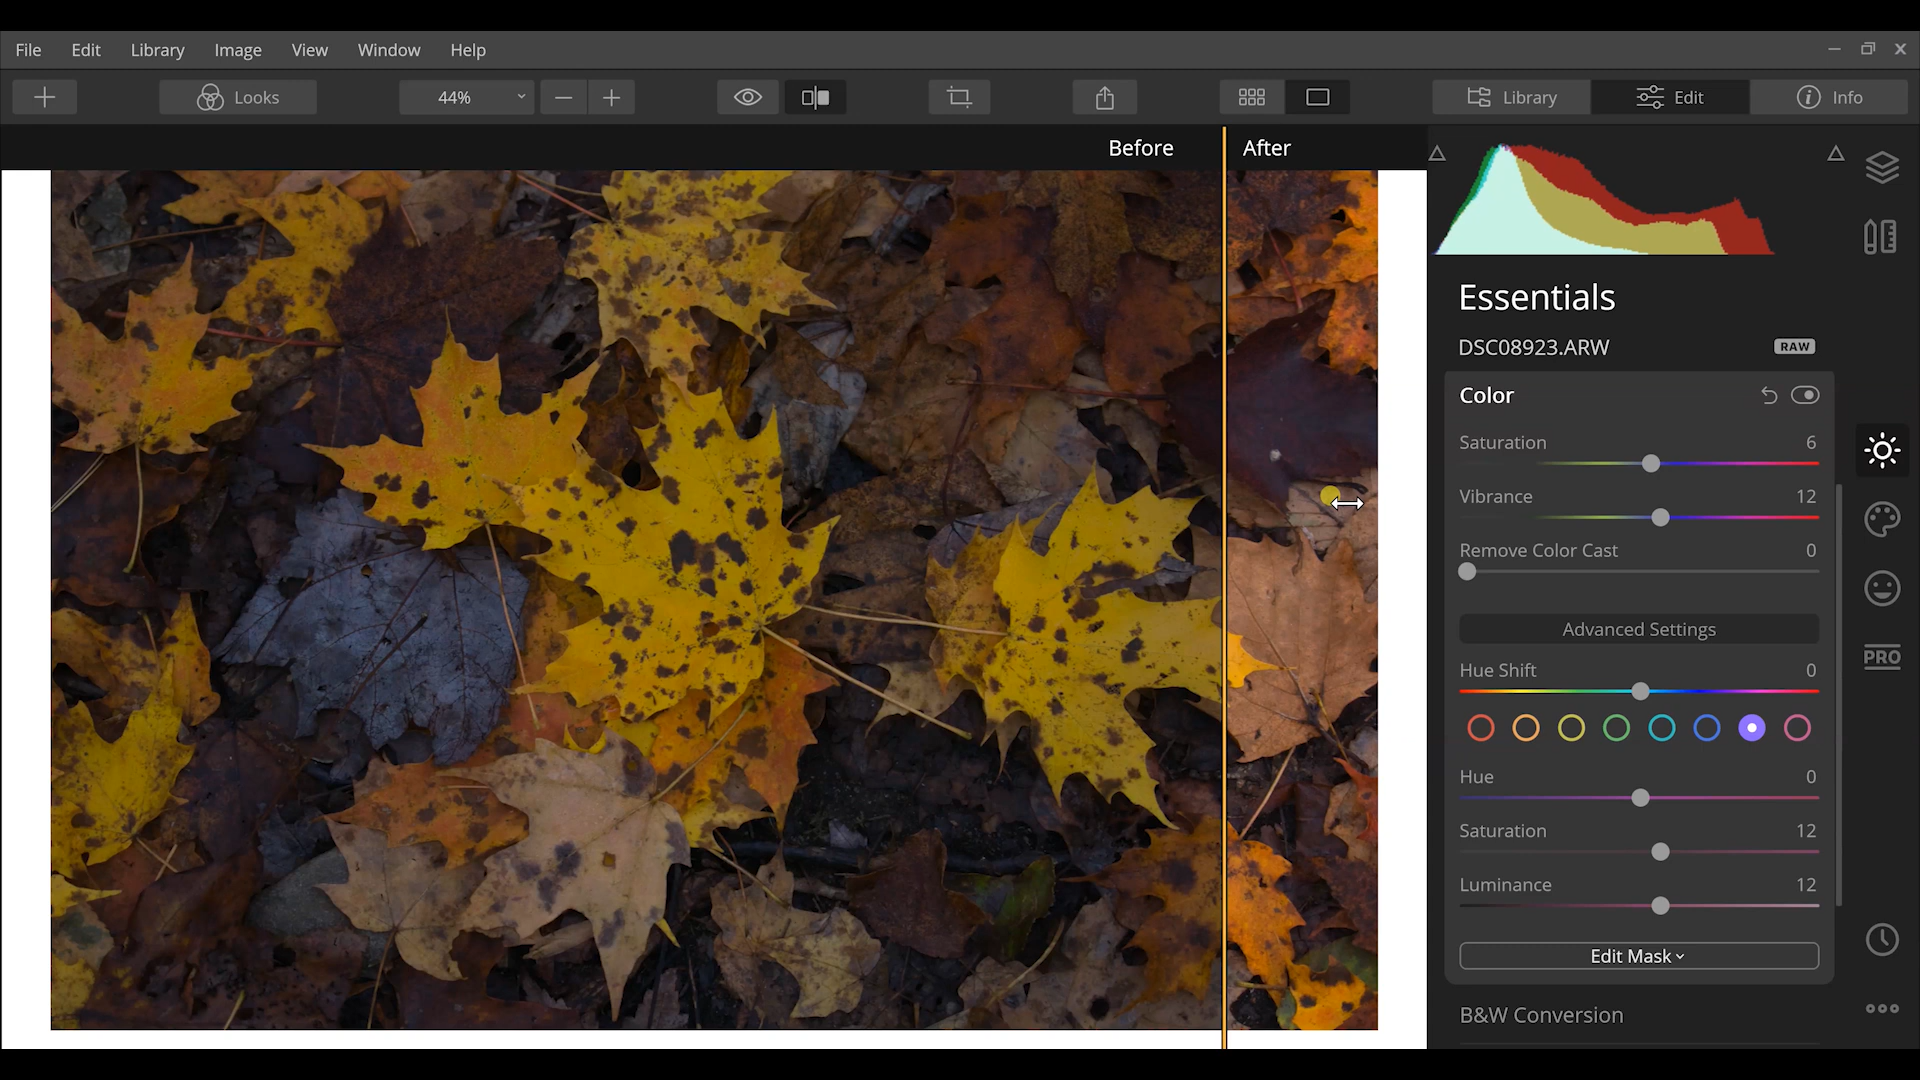 File Edit Library Image View Window Help
Looks 44% Library Edit Info
Before After
Essentials
DSC08923.ARW RAW
Color
Saturation 6
Vibrance 12
Remove Color Cast 0
Advanced Settings
Hue Shift 0
Hue 0
Saturation 12
Luminance 12
Edit Mask
B&W Conversion
PRO